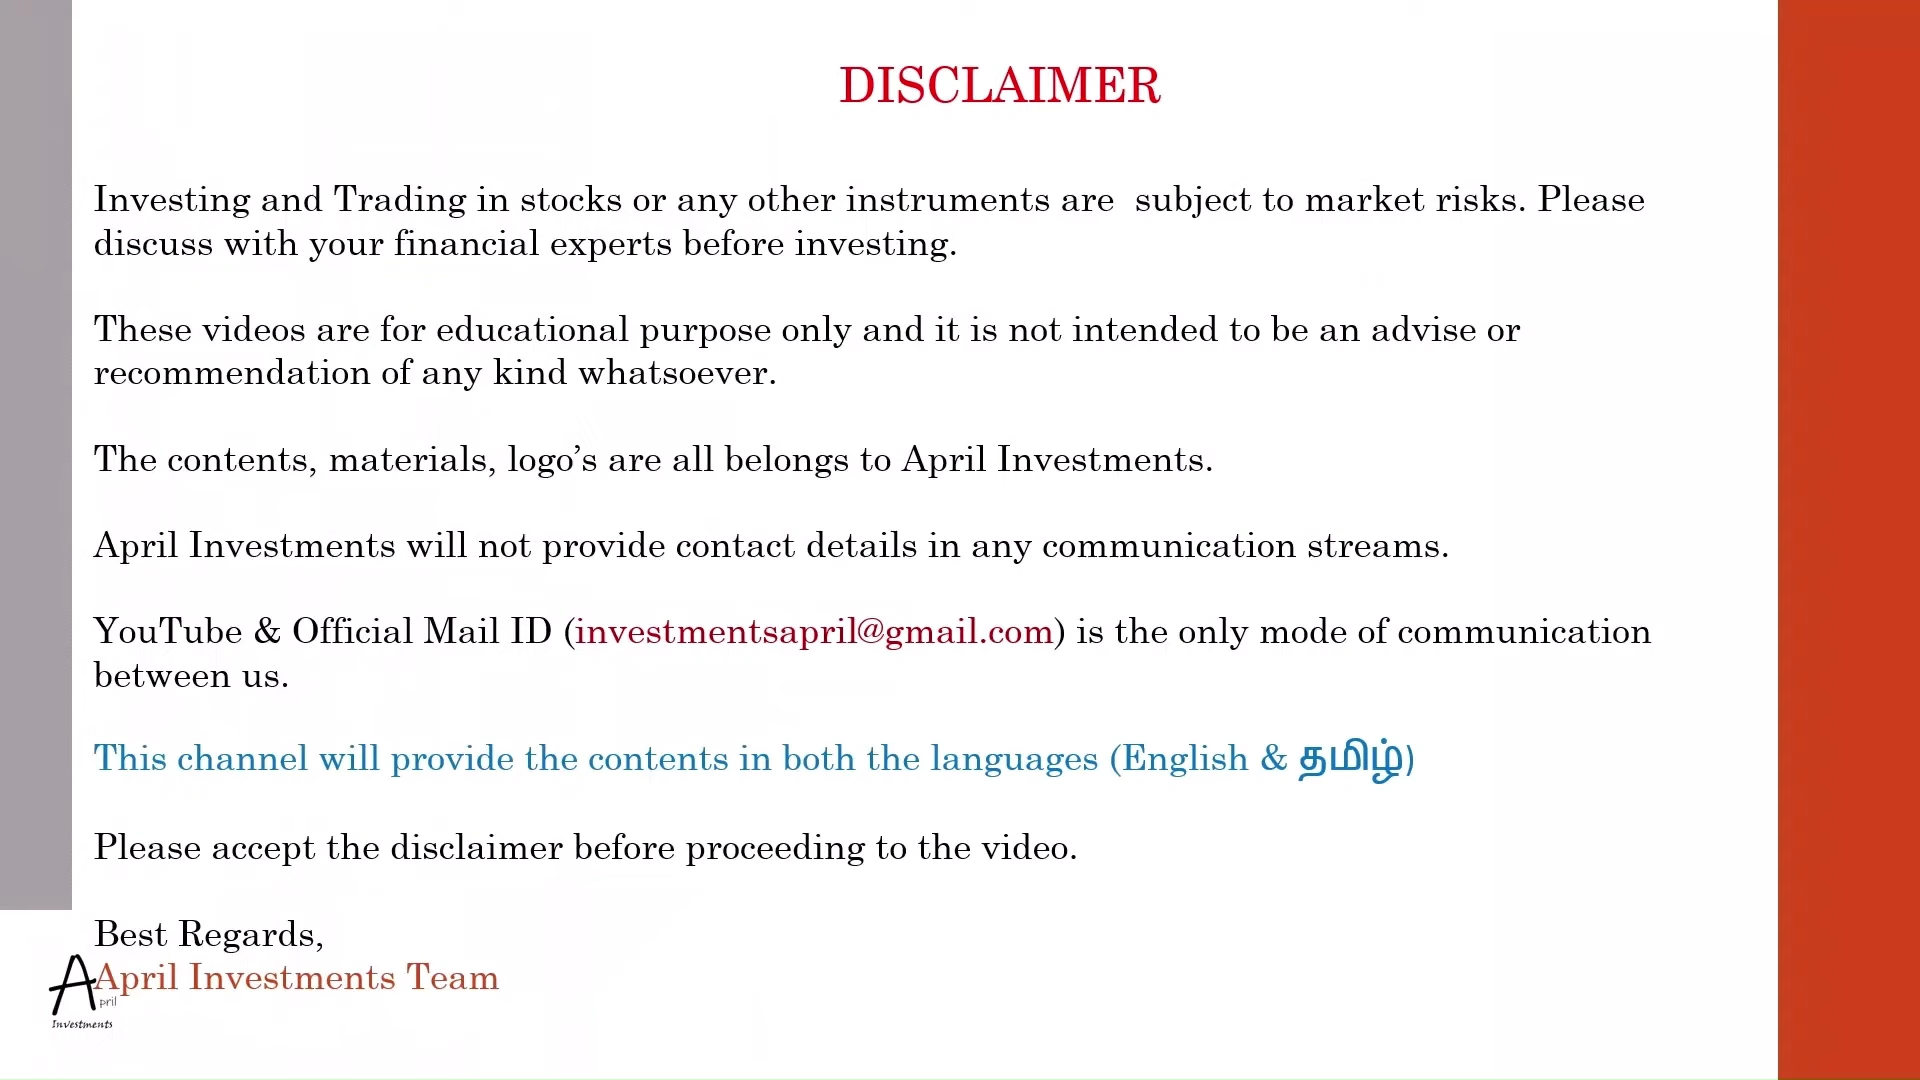 DISCLAIMER
Investing and Trading in stocks or any other instruments are  subject to market risks. Please
discuss with your financial experts before investing.
These videos are for educational purpose only and it is not intended to be an advise or
recommendation of any kind whatsoever.
The contents, materials, logo’s are all belongs to April Investments.
April Investments will not provide contact details in any communication streams.
YouTube & Official Mail ID (investmentsapril@gmail.com) is the only mode of communication
between us.
This channel will provide the contents in both the languages (English & தமிழ்)
Please accept the disclaimer before proceeding to the video.
Best Regards,
April Investments Team
April
Investments